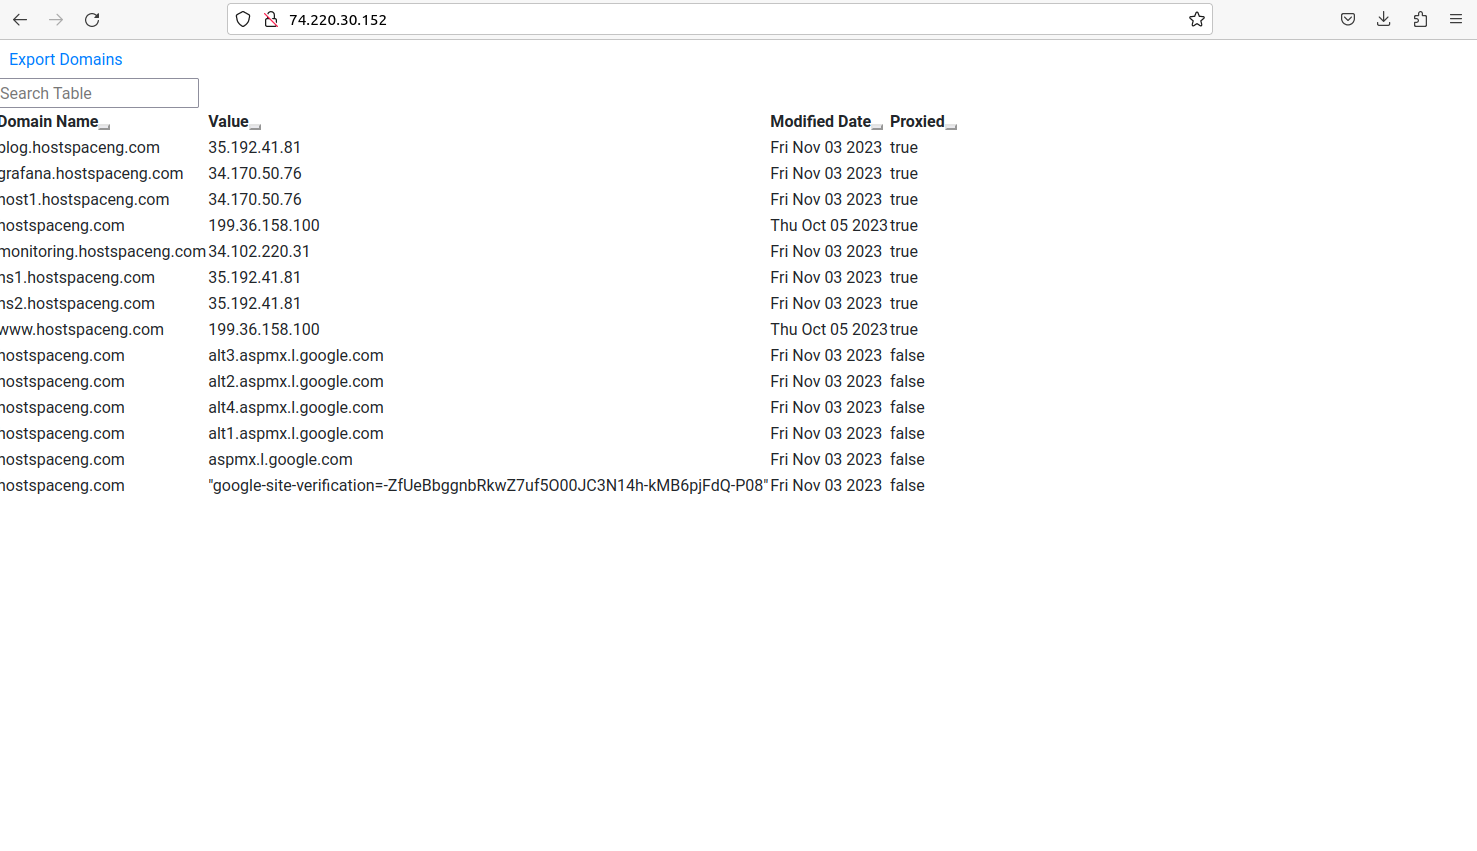 74.220.30.152
Export Domains
Search Table
Domain Name Value Modified Date Proxied
blog.hostspaceng.com 35.192.41.81 Fri Nov 03 2023 true
grafana.hostspaceng.com 34.170.50.76 Fri Nov 03 2023 true
host1.hostspaceng.com 34.170.50.76 Fri Nov 03 2023 true
hostspaceng.com 199.36.158.100 Thu Oct 05 2023 true
monitoring.hostspaceng.com 34.102.220.31 Fri Nov 03 2023 true
ns1.hostspaceng.com 35.192.41.81 Fri Nov 03 2023 true
ns2.hostspaceng.com 35.192.41.81 Fri Nov 03 2023 true
www.hostspaceng.com 199.36.158.100 Thu Oct 05 2023 true
hostspaceng.com alt3.aspmx.l.google.com Fri Nov 03 2023 false
hostspaceng.com alt2.aspmx.l.google.com Fri Nov 03 2023 false
hostspaceng.com alt4.aspmx.l.google.com Fri Nov 03 2023 false
hostspaceng.com alt1.aspmx.l.google.com Fri Nov 03 2023 false
hostspaceng.com aspmx.l.google.com Fri Nov 03 2023 false
hostspaceng.com "google-site-verification=-ZfUeBbggnbRkwZ7uf5O00JC3N14h-kMB6pjFdQ-P08" Fri Nov 03 2023 false